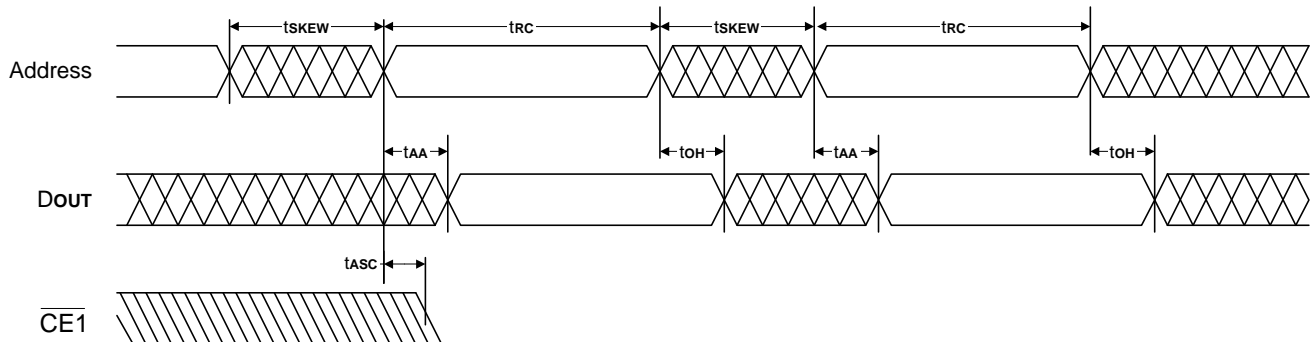 tSKEW tRC tSKEW tRC
Address
tAA tOH tAA tOH
DOUT
tASC
CE1